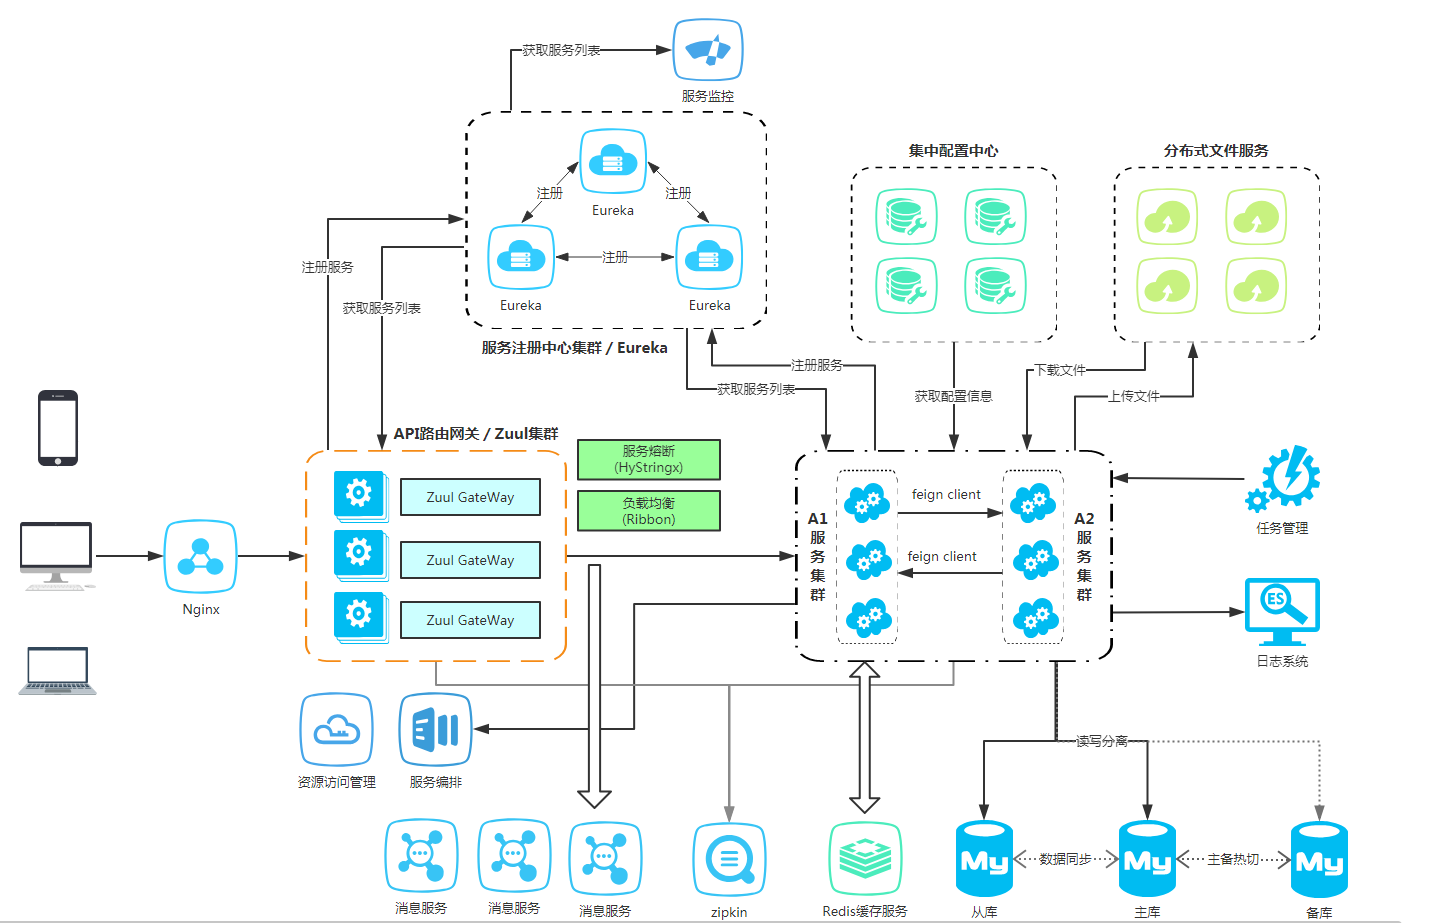 获取服务列表
服务监控
集中配置中心
分布式文件服务
注册
注册
Eureka
注册
注册服务
Eureka
Eureka
获取服务列表
服务注册中心集群 / Eureka
注册服务
下载文件
获取服务列表
获取配置信息
上传文件
API路由网关 / Zuul集群
服务熔断
(HyStringx)
Zuul GateWay
负载均衡
(Ribbon)
feign client
A1
服
务
集
群
A2
服
务
集
群
任务管理
Zuul GateWay
feign client
Nginx
Zuul GateWay
日志系统
读写分离
资源访问管理
服务编排
My
数据同步
My
主备热切
My
消息服务
消息服务
消息服务
zipkin
Redis缓存服务
从库
主库
备库
ES